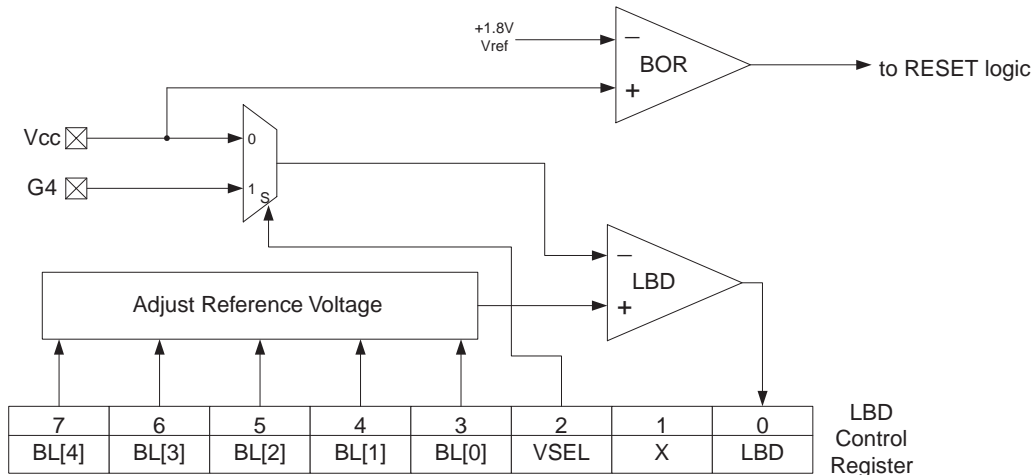 +1.8V
Vref
−
BOR
+
to RESET logic
Vcc
0
G4
1
S
−
LBD
+
Adjust Reference Voltage
7 6 5 4 3 2 1 0
BL[4] BL[3] BL[2] BL[1] BL[0] VSEL X LBD
LBD
Control
Register